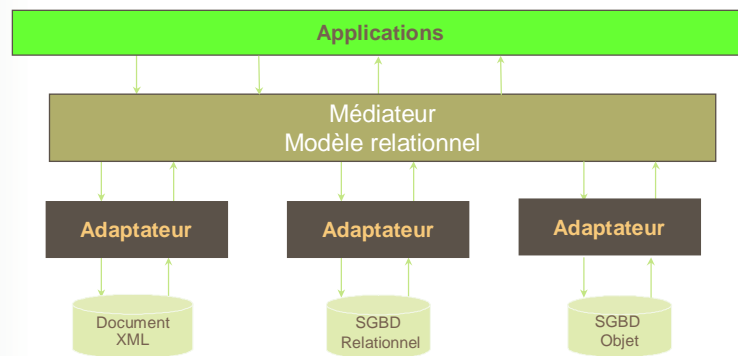 Applications
Médiateur
Modèle relationnel
Adaptateur
Adaptateur
Adaptateur
Document
XML
SGBD
Relationnel
SGBD
Objet